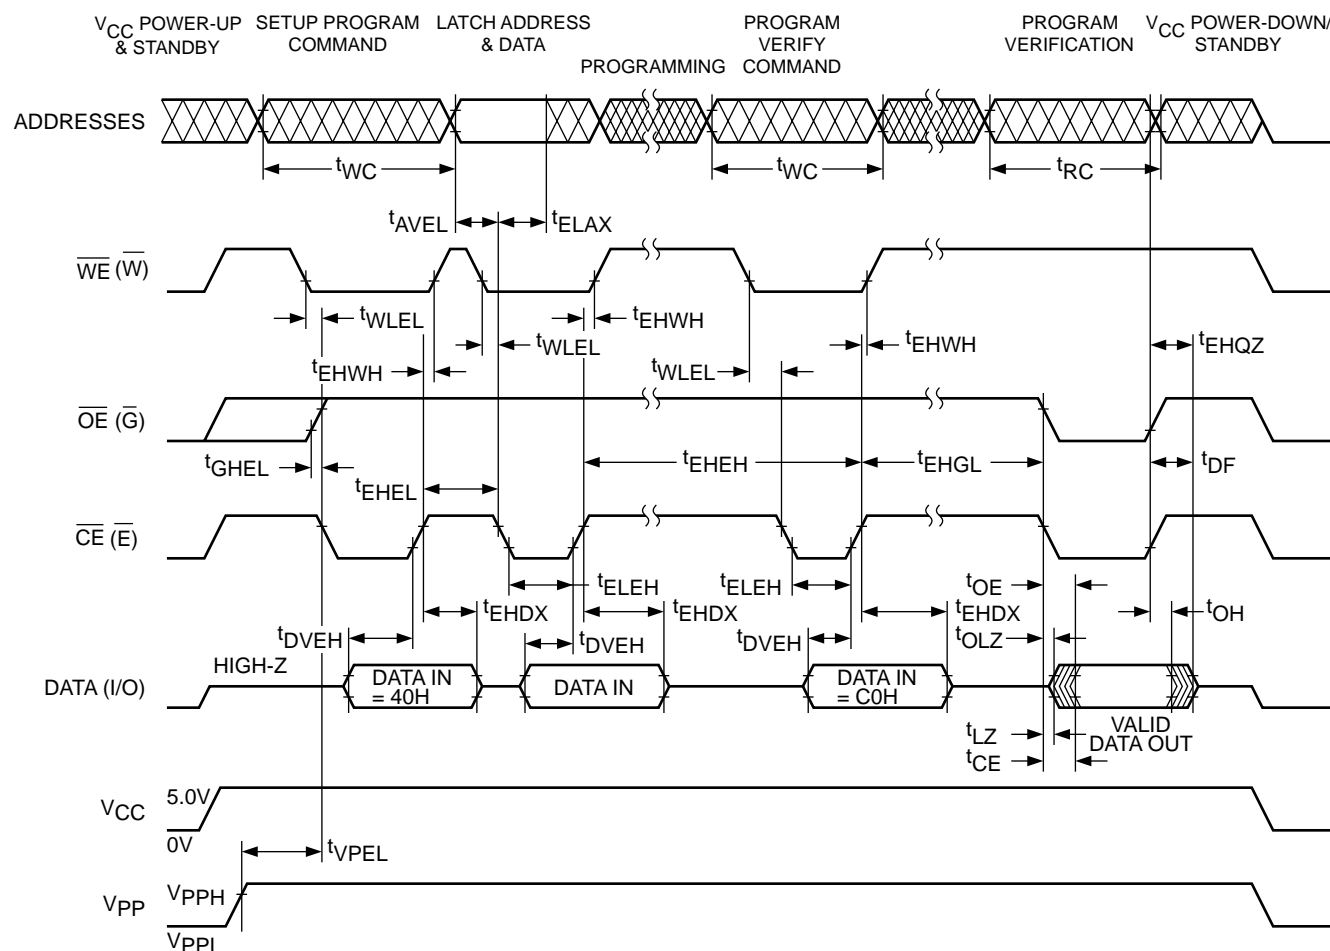 VCC POWER-UP
& STANDBY
SETUP PROGRAM
COMMAND
LATCH ADDRESS
& DATA
PROGRAMMING
PROGRAM
VERIFY
COMMAND
PROGRAM
VERIFICATION
VCC POWER-DOWN/
STANDBY
ADDRESSES
tWC
tWC
tRC
tAVEL
tELAX
WE (W)
tWLEL
tEHWH
tWLEL
tEHWH
tWLEL
tEHWH
tEHQZ
OE (G)
tGHEL
tEHEL
tEHEH
tEHGL
tDF
CE (E)
tELEH
tELEH
tOE
tEHDX
tEHDX
tEHDX
tOH
tDVEH
tDVEH
tDVEH
tOLZ
HIGH-Z
DATA (I/O)
DATA IN
= 40H
DATA IN
DATA IN
= C0H
VALID
DATA OUT
tLZ
tCE
VCC
5.0V
0V
tVPEL
VPP
VPPH
VPPL